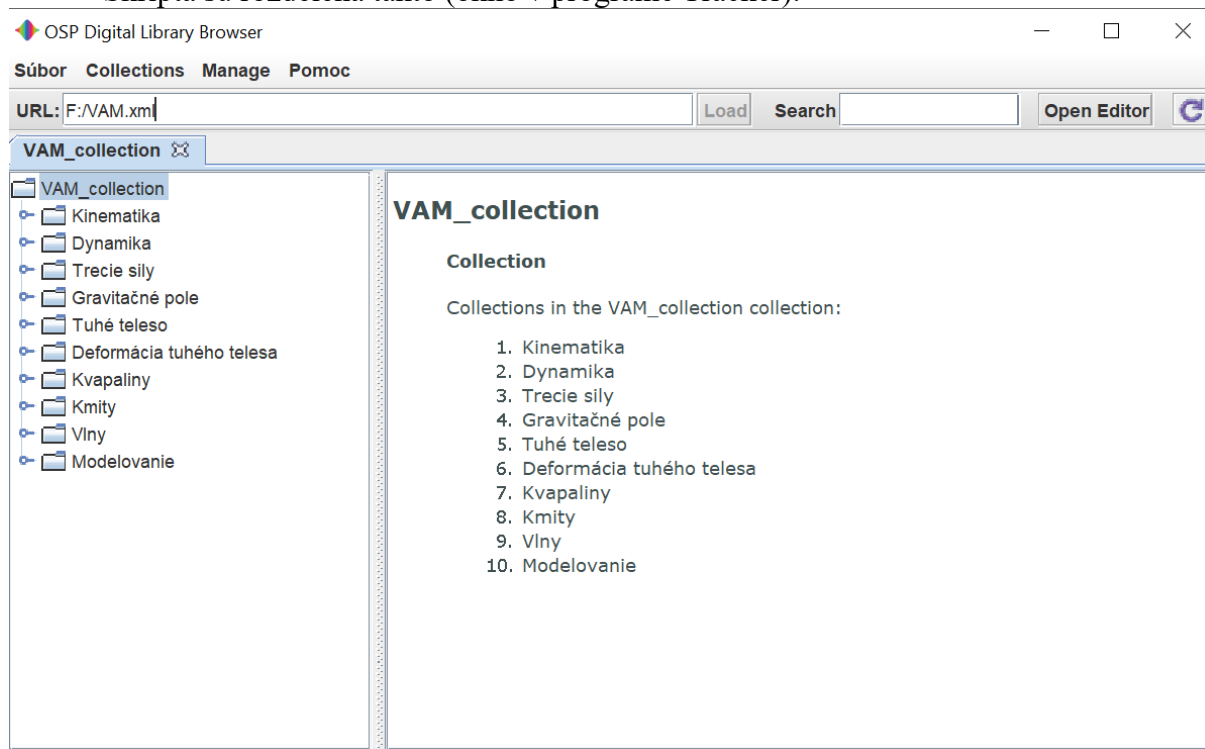 OSP Digital Library Browser
Súbor Collections Manage Pomoc
URL: F:/VAM.xml Load Search Open Editor
VAM_collection
VAM_collection
Kinematika
Dynamika
Trecie sily
Gravitačné pole
Tuhé teleso
Deformácia tuhého telesa
Kvapaliny
Kmity
Vlny
Modelovanie
VAM_collection
Collection
Collections in the VAM_collection collection:
1. Kinematika
2. Dynamika
3. Trecie sily
4. Gravitačné pole
5. Tuhé teleso
6. Deformácia tuhého telesa
7. Kvapaliny
8. Kmity
9. Vlny
10. Modelovanie